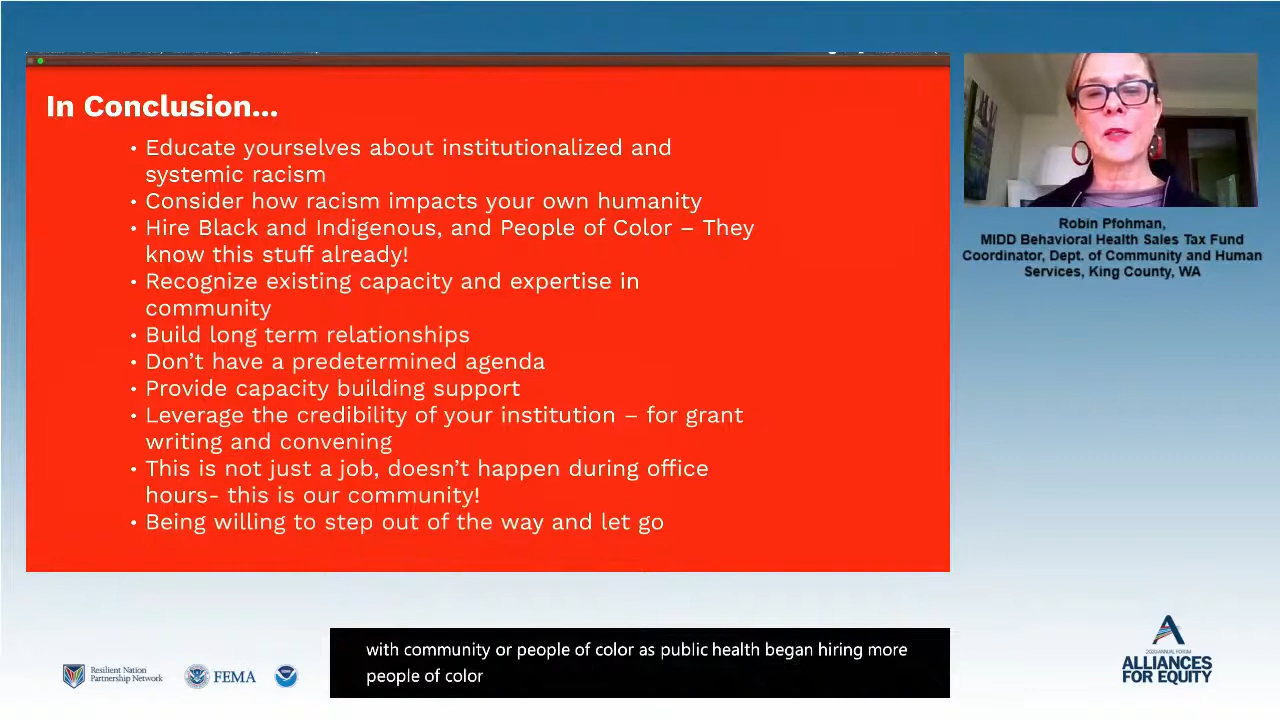 In Conclusion...
• Educate yourselves about institutionalized and
systemic racism
• Consider how racism impacts your own humanity
• Hire Black and Indigenous, and People of Color – They
know this stuff already!
• Recognize existing capacity and expertise in
community
• Build long term relationships
• Don't have a predetermined agenda
• Provide capacity building support
• Leverage the credibility of your institution – for grant
writing and convening
• This is not just a job, doesn't happen during office
hours- this is our community!
• Being willing to step out of the way and let go
Robin Pfohman,
MIDD Behavioral Health Sales Tax Fund
Coordinator, Dept. of Community and Human
Services, King County, WA
with community or people of color as public health began hiring more
people of color
Resilient Nation
Partnership Network
FEMA
ALLIANCES
FOR EQUITY